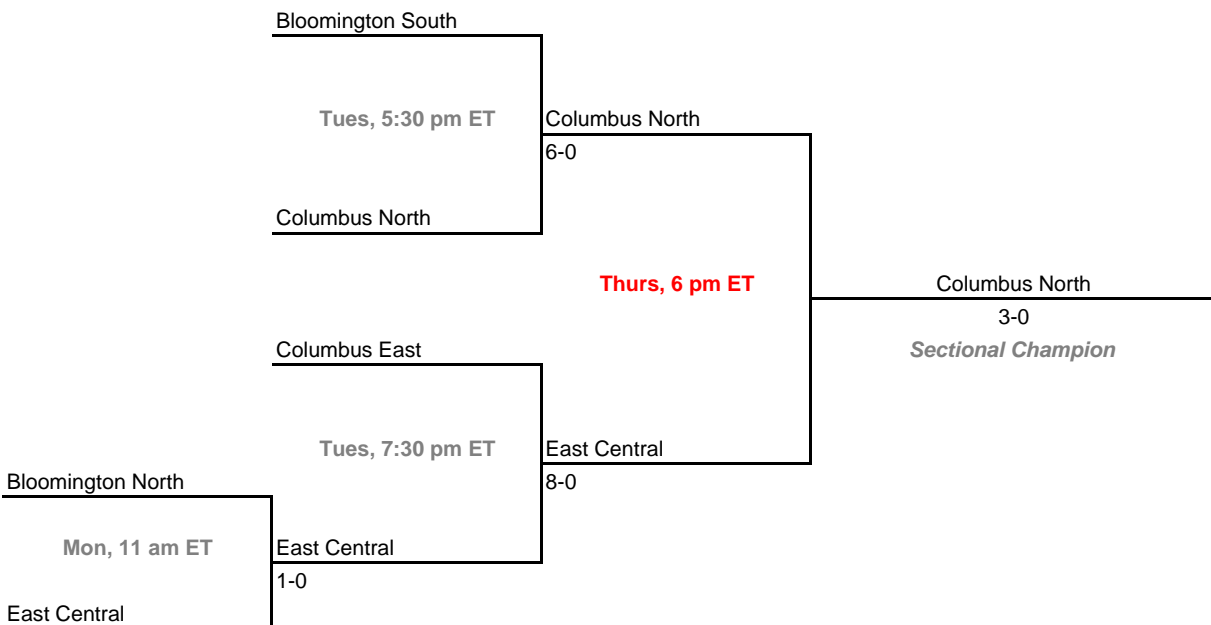 Bloomington South
Tues, 5:30 pm ET
Columbus North
6-0
Columbus North
Thurs, 6 pm ET
Columbus North
3-0
Sectional Champion
Columbus East
Tues, 7:30 pm ET
East Central
8-0
Bloomington North
Mon, 11 am ET
East Central
1-0
East Central